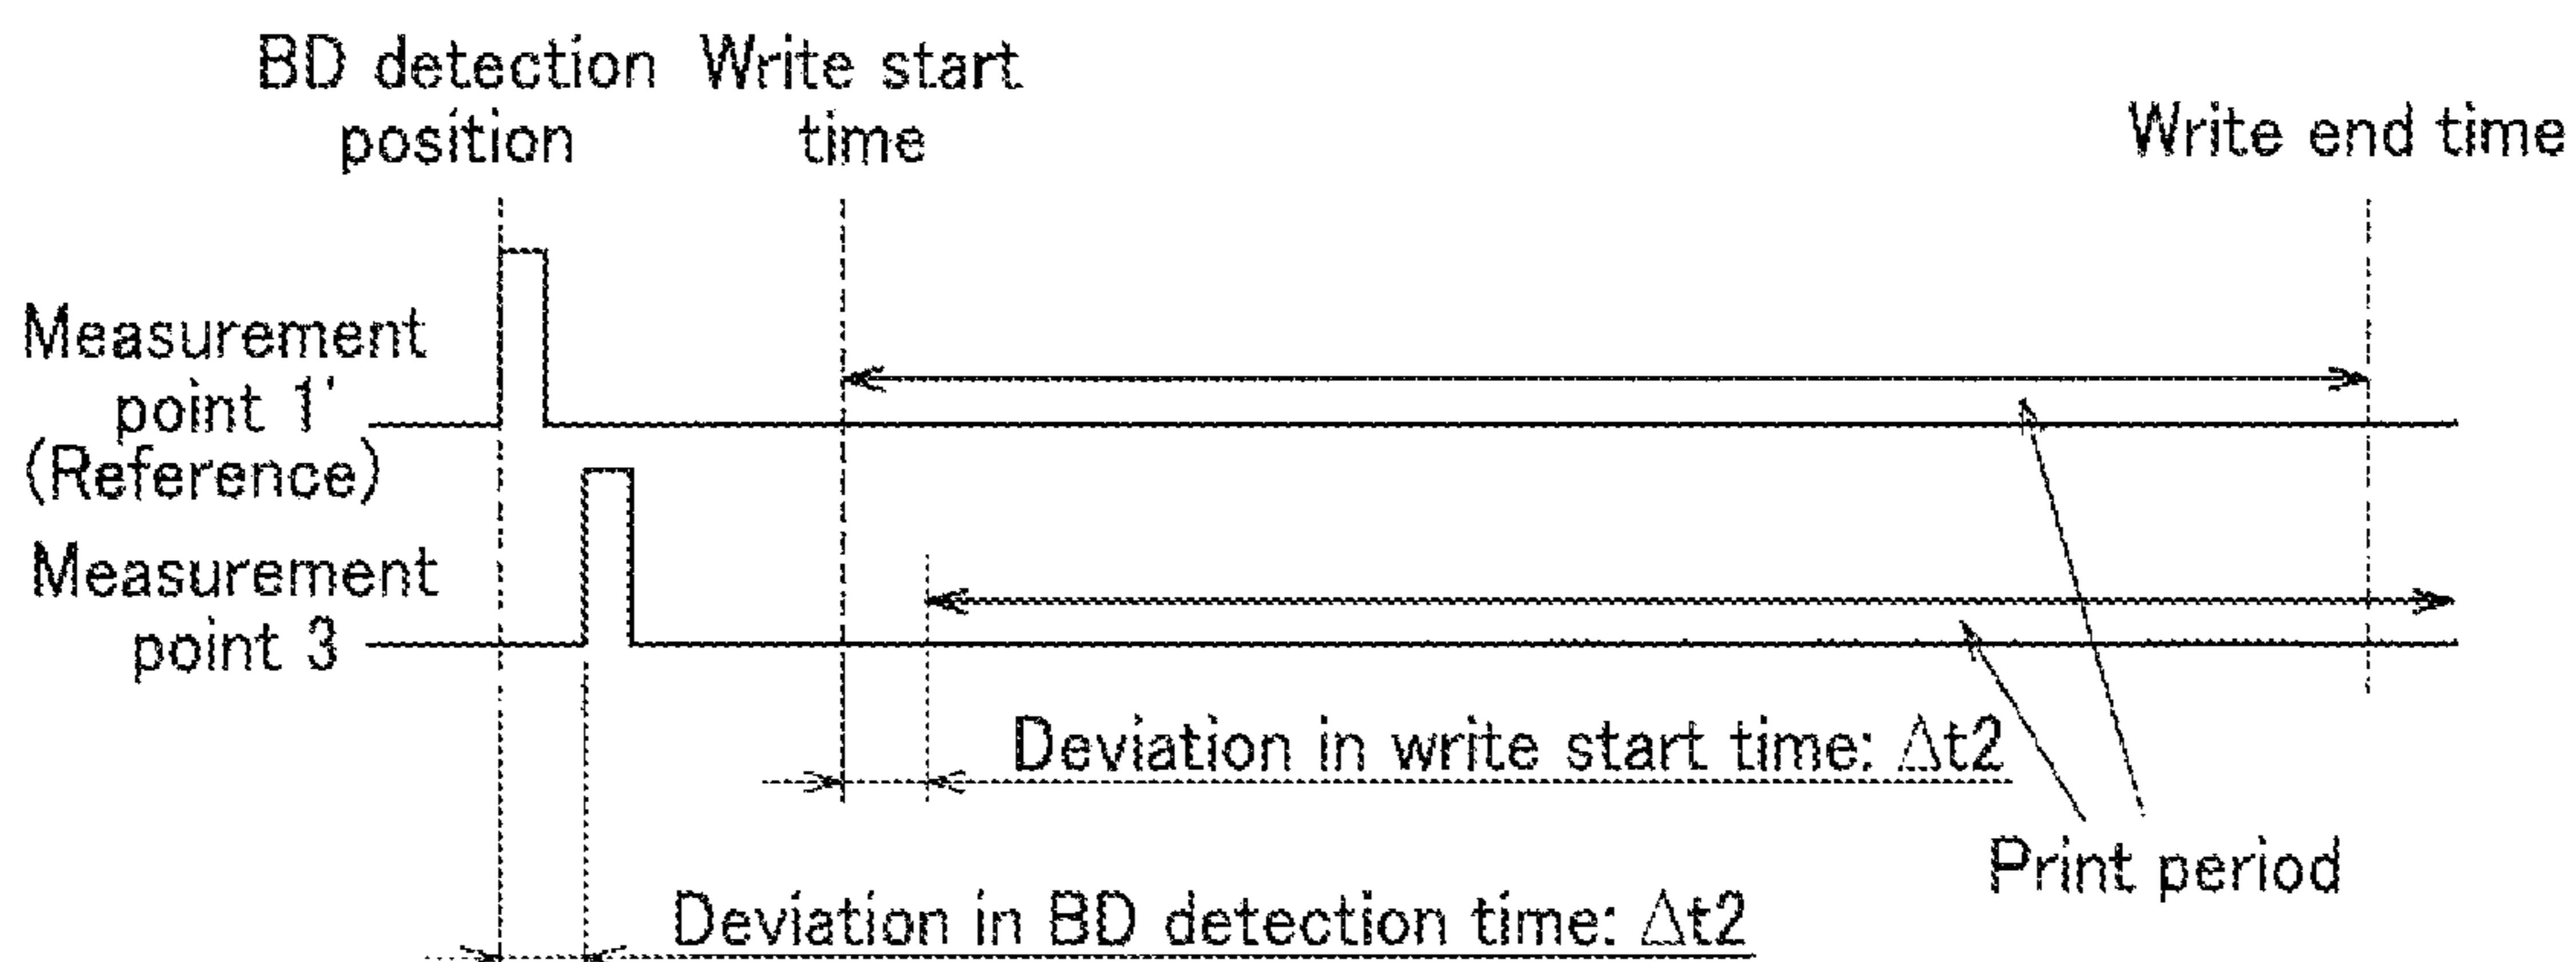 BD detection
position
Write start
time
Write end time
Measurement
point 1'
(Reference)
Measurement
point 3
Deviation in write start time: Δt2
Print period
Deviation in BD detection time: Δt2